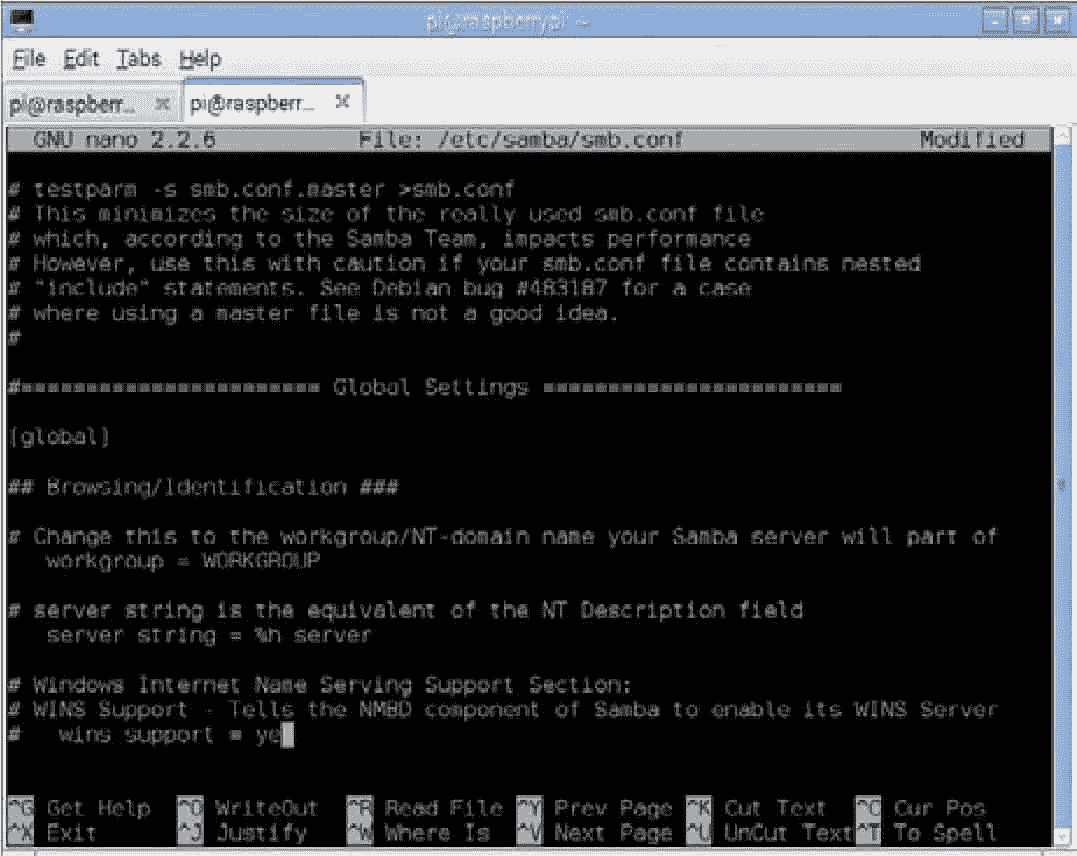 pi@raspberrypi: ~
File Edit Tabs Help
pi@raspberr... pi@raspberr...
GNU nano 2.2.6 File: /etc/samba/smb.conf Modified
# testparm -s smb.conf.master >smb.conf
# This minimizes the size of the really used smb.conf file
# which, according to the Samba Team, impacts performance
# However, use this with caution if your smb.conf file contains nested
# "include" statements. See Debian bug #483187 for a case
# where using a master file is not a good idea.
#
#======================= Global Settings =======================
[global]
## Browsing/Identification ###
# Change this to the workgroup/NT-domain name your Samba server will part of
workgroup = WORKGROUP
# server string is the equivalent of the NT Description field
server string = %h server
# Windows Internet Name Serving Support Section:
# WINS Support - Tells the NMBD component of Samba to enable its WINS Server
# wins support = ye
^G Get Help ^O WriteOut ^R Read File ^Y Prev Page ^K Cut Text ^C Cur Pos
^X Exit ^J Justify ^W Where Is ^V Next Page ^U UnCut Text ^T To Spell